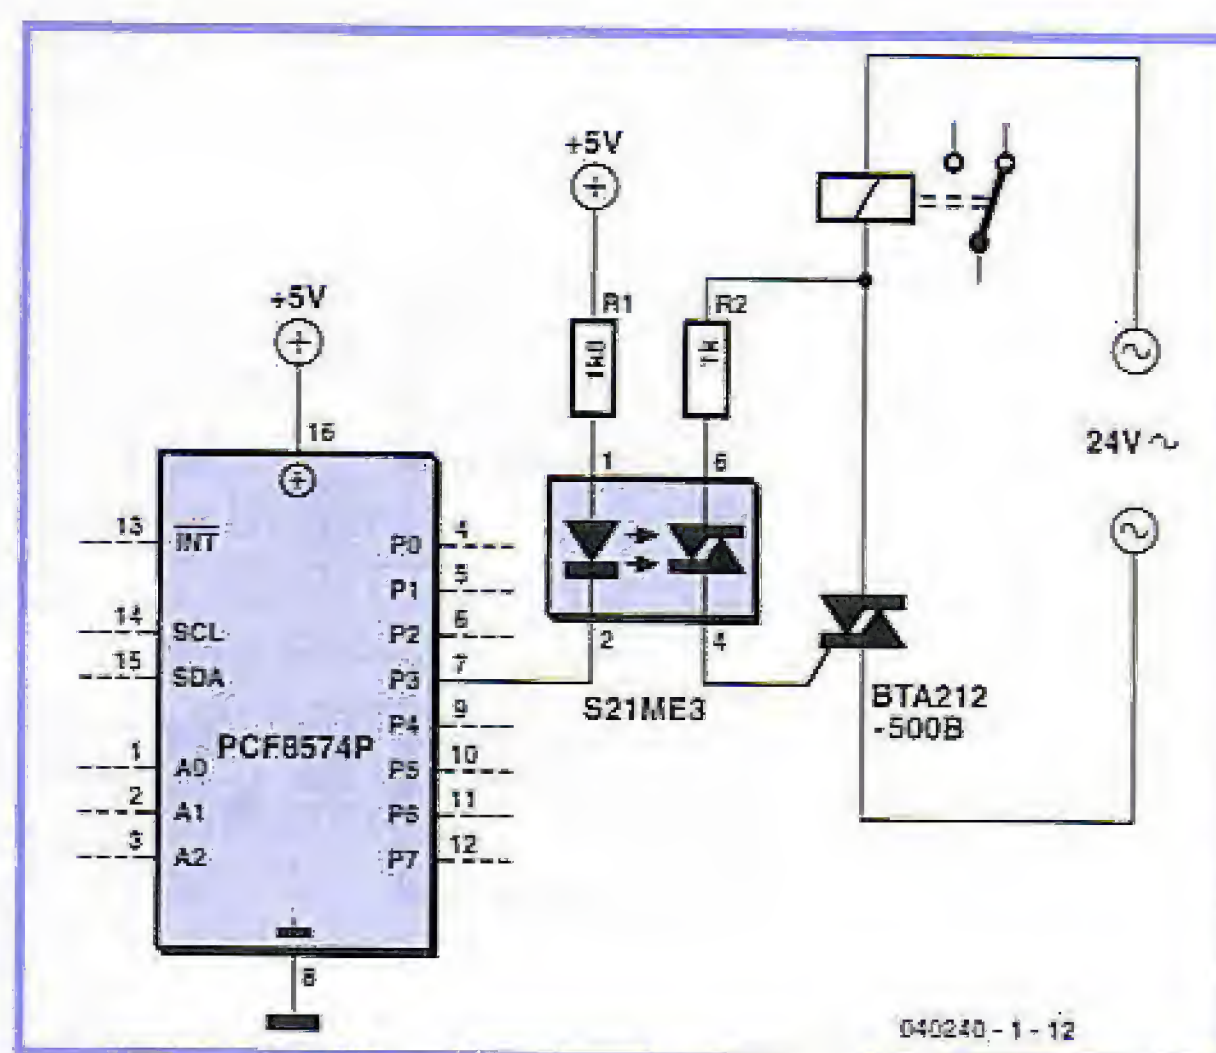 +5V
R1
R2
1k0
1k
+5V
16
24V ~
1
6
13
INT
P0
4
P1
5
14
SCL
P2
6
2
4
15
SDA
P3
7
S21ME3
BTA212
-500B
P4
9
PCF8574P
1
A0
P5
10
2
A1
P6
11
3
A2
P7
12
8
040240 - 1 - 12